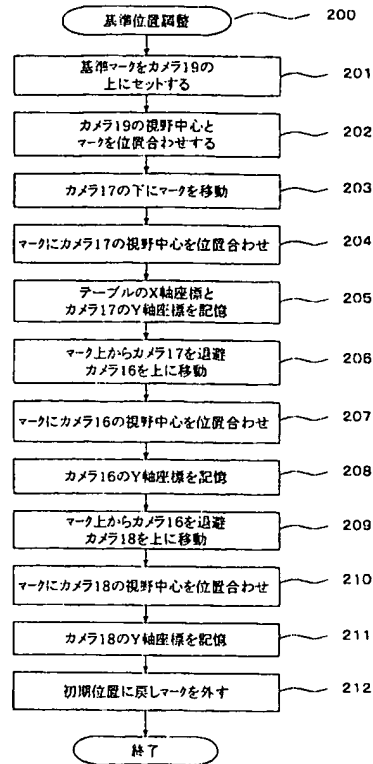 基準位置調整
200
基準マークをカメラ19の
上にセットする
201
カメラ19の視野中心と
マークを位置合わせする
202
カメラ17の下にマークを移動
203
マークにカメラ17の視野中心を位置合わせ
204
テーブルのX軸座標と
カメラ17のY軸座標を記憶
205
マーク上からカメラ17を退避
カメラ16を上に移動
206
マークにカメラ16の視野中心を位置合わせ
207
カメラ16のY軸座標を記憶
208
マーク上からカメラ16を退避
カメラ18を上に移動
209
マークにカメラ18の視野中心を位置合わせ
210
カメラ18のY軸座標を記憶
211
初期位置に戻しマークを外す
212
終了